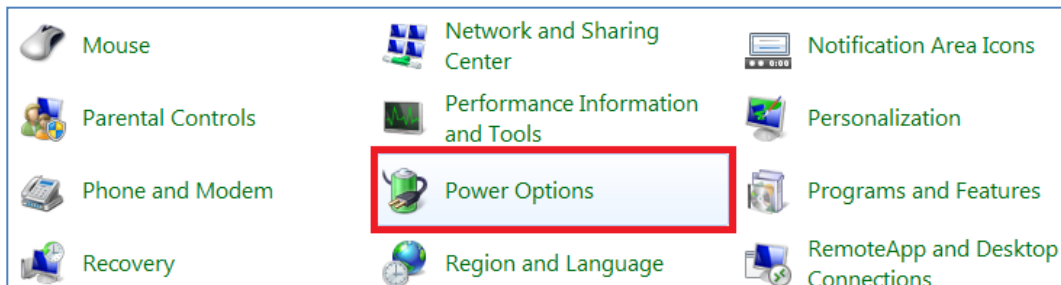 Mouse
Network and Sharing
Center
Notification Area Icons
Parental Controls
Performance Information
and Tools
Personalization
Phone and Modem
Power Options
Programs and Features
Recovery
Region and Language
RemoteApp and Desktop
Connections